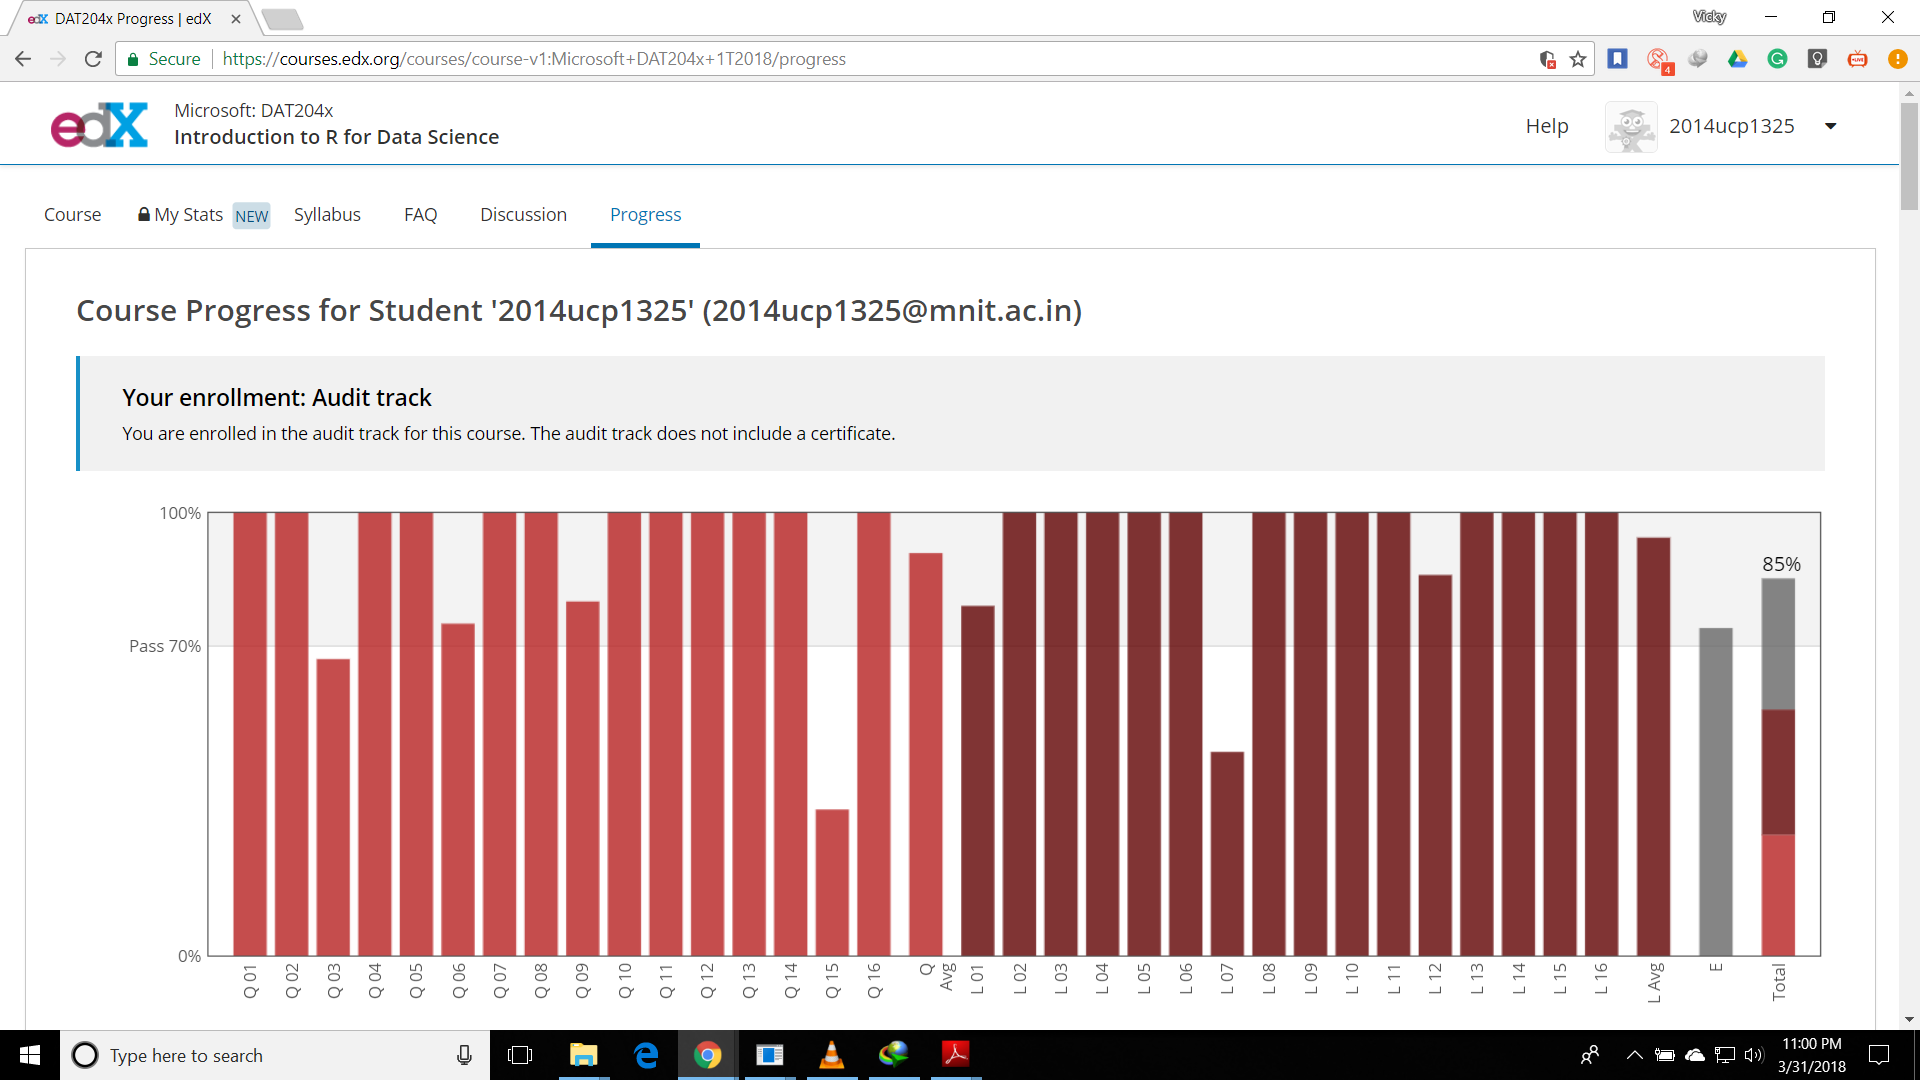 edX DAT204x Progress | edX
Vicky
Secure
https://courses.edx.org/courses/course-v1:Microsoft+DAT204x+1T2018/progress
4
LIVE
edX
Microsoft: DAT204x
Introduction to R for Data Science
Help
2014ucp1325
Course
My Stats NEW
Syllabus
FAQ
Discussion
Progress
Course Progress for Student '2014ucp1325' (2014ucp1325@mnit.ac.in)
Your enrollment: Audit track
You are enrolled in the audit track for this course. The audit track does not include a certificate.
100%
85%
Pass 70%
0%
Q 01
Q 02
Q 03
Q 04
Q 05
Q 06
Q 07
Q 08
Q 09
Q 10
Q 11
Q 12
Q 13
Q 14
Q 15
Q 16
Q
Avg
L 01
L 02
L 03
L 04
L 05
L 06
L 07
L 08
L 09
L 10
L 11
L 12
L 13
L 14
L 15
L 16
L Avg
E
Total
Type here to search
11:00 PM
3/31/2018